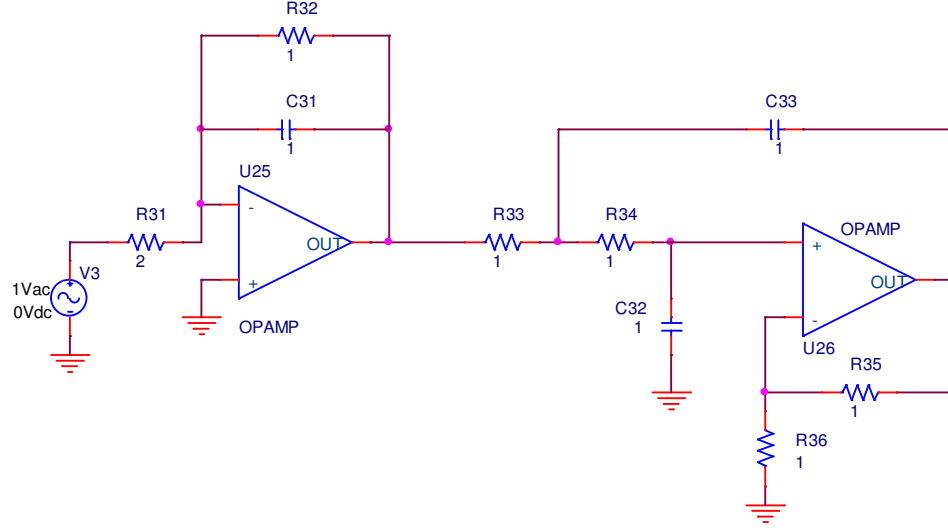 R32
1
C31
1
C33
1
U25
-
OUT
+
OPAMP
R31
2
V3
1Vac
0Vdc
+
-
R33
1
R34
1
C32
1
OPAMP
+
OUT
-
U26
R35
1
R36
1